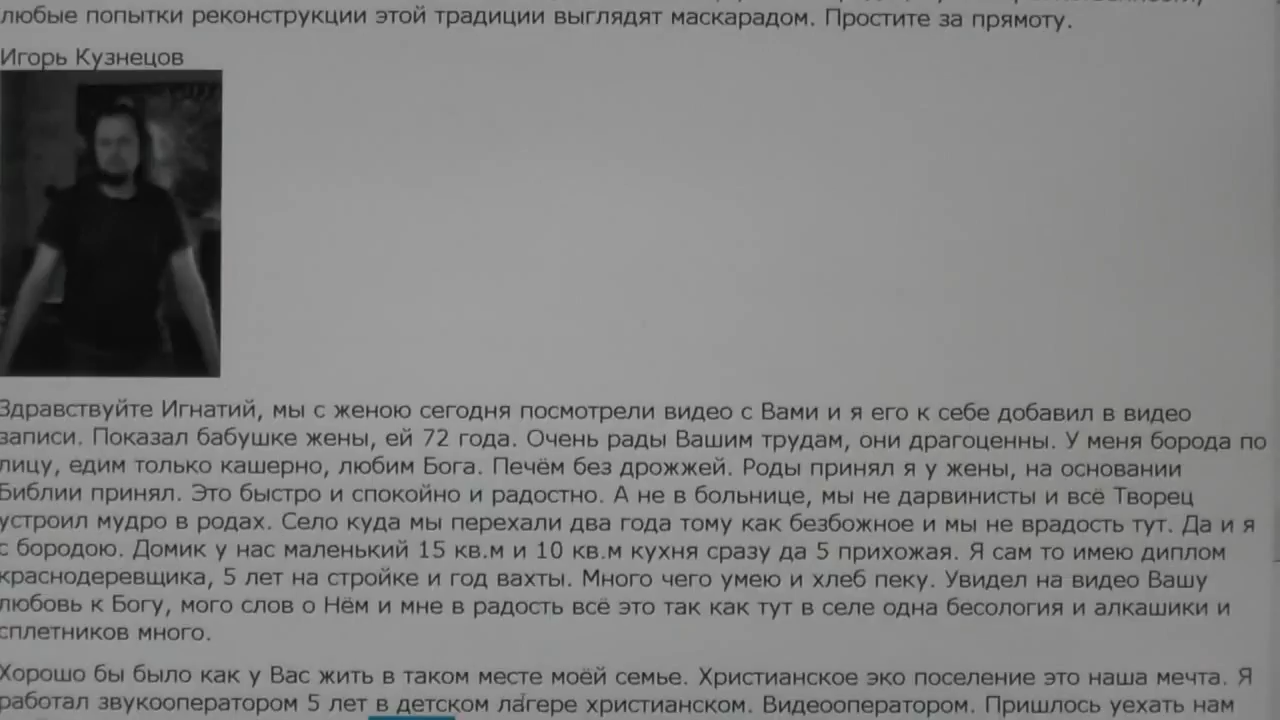 любые попытки реконструкции этой традиции выглядят маскарадом. Простите за прямоту.
Игорь Кузнецов
Здравствуйте Игнатий, мы с женою сегодня посмотрели видео с Вами и я его к себе добавил в видео
записи. Показал бабушке жены, ей 72 года. Очень рады Вашим трудам, они драгоценны. У меня борода по
лицу, едим только кашерно, любим Бога. Печём без дрожжей. Роды принял я у жены, на основании
Библии принял. Это быстро и спокойно и радостно. А не в больнице, мы не дарвинисты и всё Творец
устроил мудро в родах. Село куда мы перехали два года тому как безбожное и мы не врадость тут. Да и я
с бородою. Домик у нас маленький 15 кв.м и 10 кв.м кухня сразу да 5 прихожая. Я сам то имею диплом
краснодеревщика, 5 лет на стройке и год вахты. Много чего умею и хлеб пеку. Увидел на видео Вашу
любовь к Богу, мого слов о Нём и мне в радость всё это так как тут в селе одна бесология и алкашики и
сплетников много.
Хорошо бы было как у Вас жить в таком месте моёй семье. Христианское эко поселение это наша мечта. Я
работал звукооператором 5 лет в детском лагере христианском. Видеооператором. Пришлось уехать нам